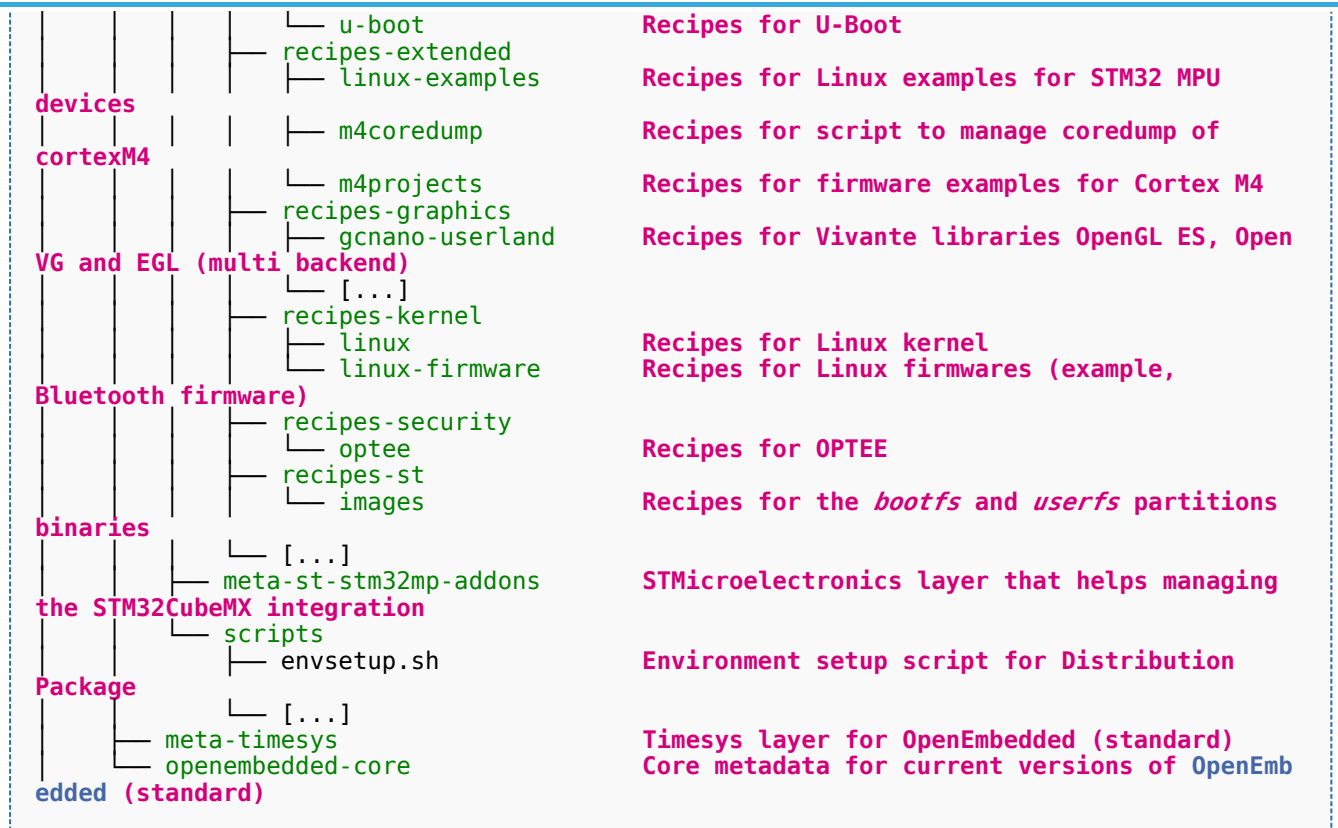 │    │    │    │    └── u-boot               Recipes for U-Boot
│    │    │    ├── recipes-extended
│    │    │    │    ├── linux-examples       Recipes for Linux examples for STM32 MPU
devices
│    │    │    │    ├── m4coredump           Recipes for script to manage coredump of
cortexM4
│    │    │    │    └── m4projects           Recipes for firmware examples for Cortex M4
│    │    │    ├── recipes-graphics
│    │    │    │    ├── gcnano-userland      Recipes for Vivante libraries OpenGL ES, Open
VG and EGL (multi backend)
│    │    │    │    └── [...]
│    │    │    ├── recipes-kernel
│    │    │    │    ├── linux                Recipes for Linux kernel
│    │    │    │    └── linux-firmware       Recipes for Linux firmwares (example,
Bluetooth firmware)
│    │    │    ├── recipes-security
│    │    │    │    └── optee                Recipes for OPTEE
│    │    │    ├── recipes-st
│    │    │    │    └── images               Recipes for the bootfs and userfs partitions
binaries
│    │    │    └── [...]
│    │    ├── meta-st-stm32mp-addons         STMicroelectronics layer that helps managing
the STM32CubeMX integration
│    │    └── scripts
│    │         ├── envsetup.sh               Environment setup script for Distribution
Package
│    │         └── [...]
│    ├── meta-timesys                        Timesys layer for OpenEmbedded (standard)
│    └── openembedded-core                   Core metadata for current versions of OpenEmb
edded (standard)